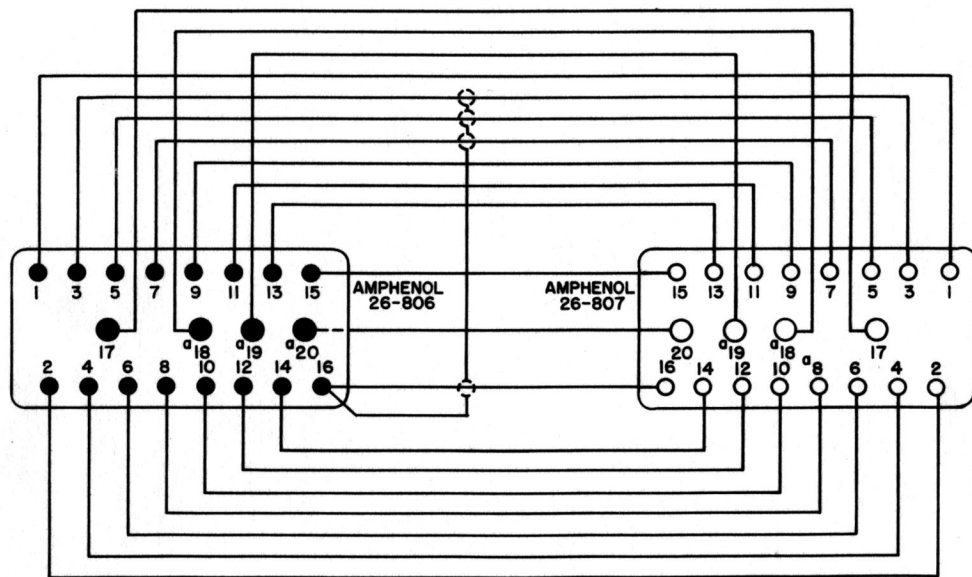 1 3 5 7 9 11 13 15
AMPHENOL
26-806
17 a18 a19 a20
2 4 6 8 10 12 14 16
AMPHENOL
26-807
15 13 11 9 7 5 3 1
20 a19 a18 17
16 14 12 10 a8 6 4 2